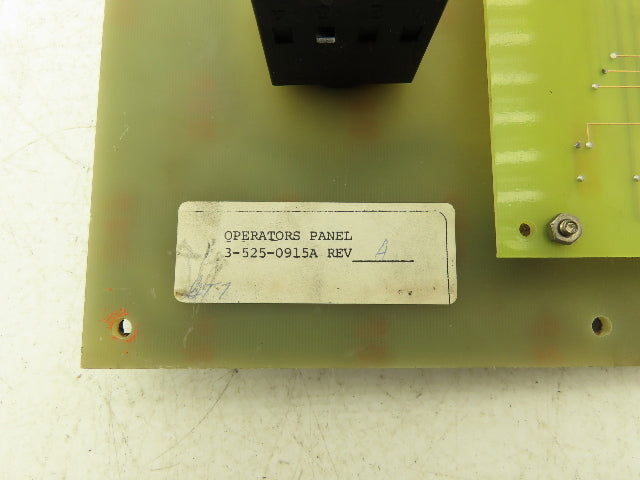 OPERATORS PANEL
3-525-0915A REV A